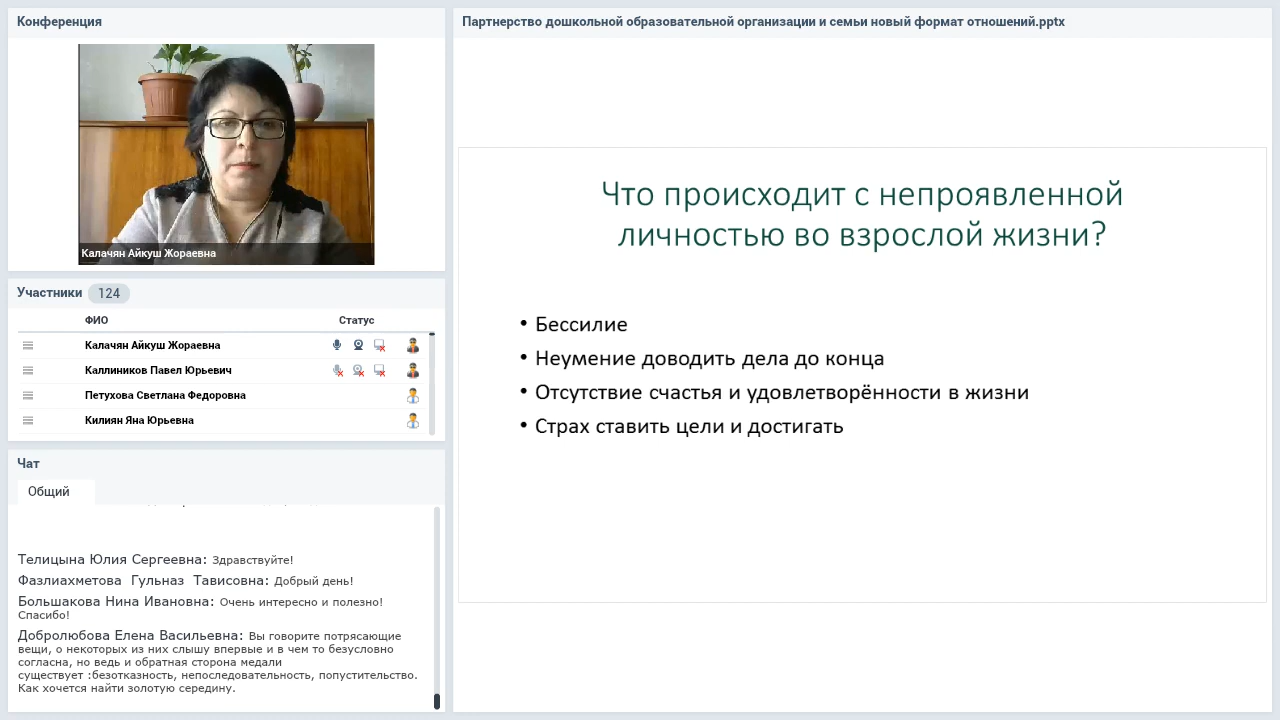 Конференция
Калачян Айкуш Жораевна
Участники 124
ФИО Статус
Калачян Айкуш Жораевна
Каллиников Павел Юрьевич
Петухова Светлана Федоровна
Килиян Яна Юрьевна
Чат
Общий
Телицына Юлия Сергеевна: Здравствуйте!
Фазлиахметова Гульназ Тависовна: Добрый день!
Большакова Нина Ивановна: Очень интересно и полезно!
Спасибо!
Добролюбова Елена Васильевна: Вы говорите потрясающие
вещи, о некоторых из них слышу впервые и в чем то безусловно
согласна, но ведь и обратная сторона медали
существует :безотказность, непоследовательность, попустительство.
Как хочется найти золотую середину.
Партнерство дошкольной образовательной организации и семьи новый формат отношений.pptx
Что происходит с непроявленной
личностью во взрослой жизни?
• Бессилие
• Неумение доводить дела до конца
• Отсутствие счастья и удовлетворённости в жизни
• Страх ставить цели и достигать